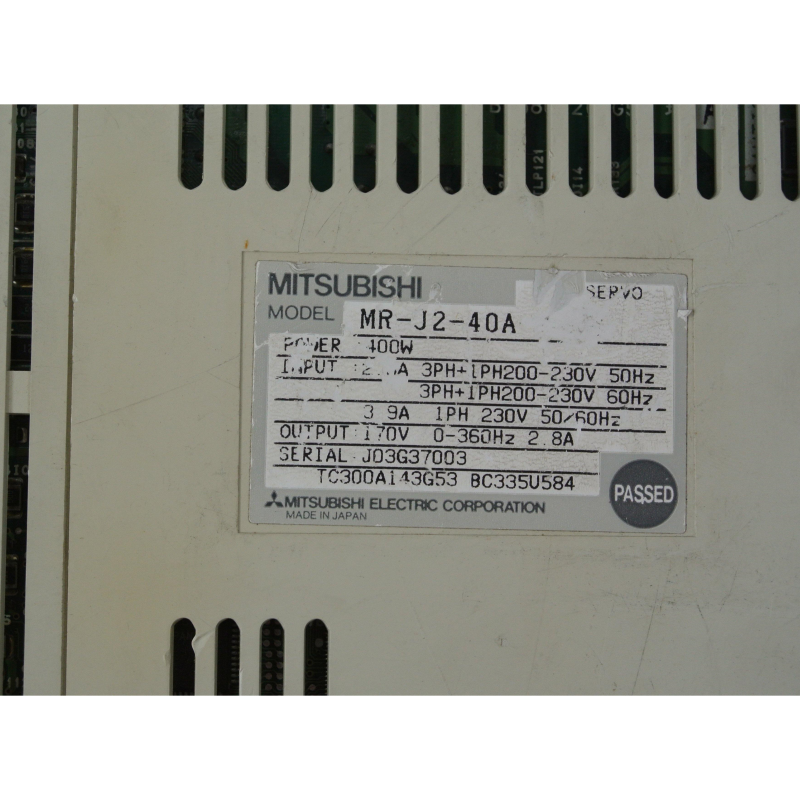 MITSUBISHI SERVO
MODEL MR-J2-40A
POWER 400W
INPUT 3PH+1PH200-230V 50Hz
3PH+1PH200-230V 60Hz
3 9A 1PH 230V 50/60Hz
OUTPUT 170V 0-360Hz 2.8A
SERIAL J03G37003
TC300A143G53 BC335U584
MITSUBISHI ELECTRIC CORPORATION
MADE IN JAPAN
PASSED